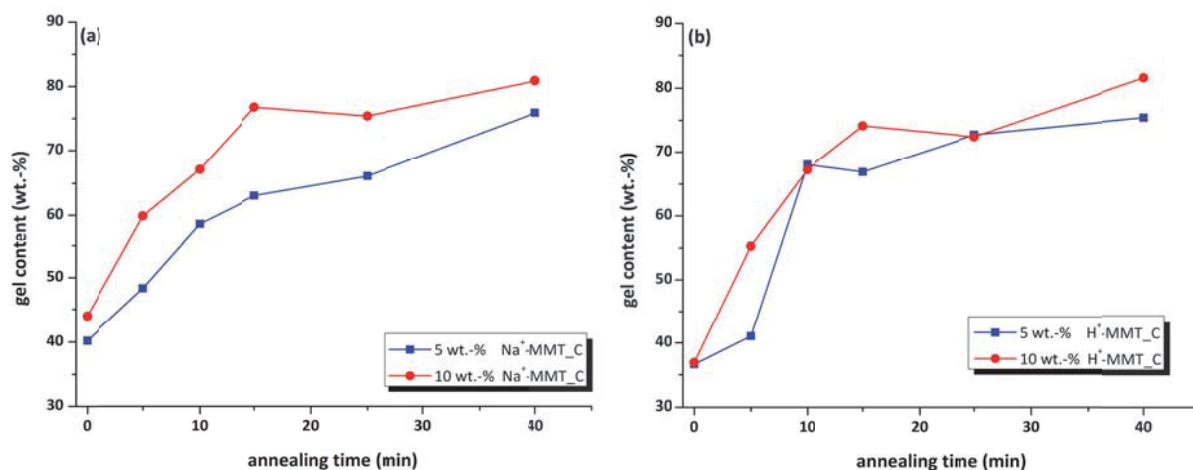 (a)
90
80
70
60
50
40
30
gel content (wt.-%)
0 10 20 30 40
annealing time (min)
5 wt.-% Na⁺-MMT_C
10 wt.-% Na⁺-MMT_C
(b)
90
80
70
60
50
40
30
gel content (wt.-%)
0 10 20 30 40
annealing time (min)
5 wt.-% H⁺-MMT_C
10 wt.-% H⁺-MMT_C